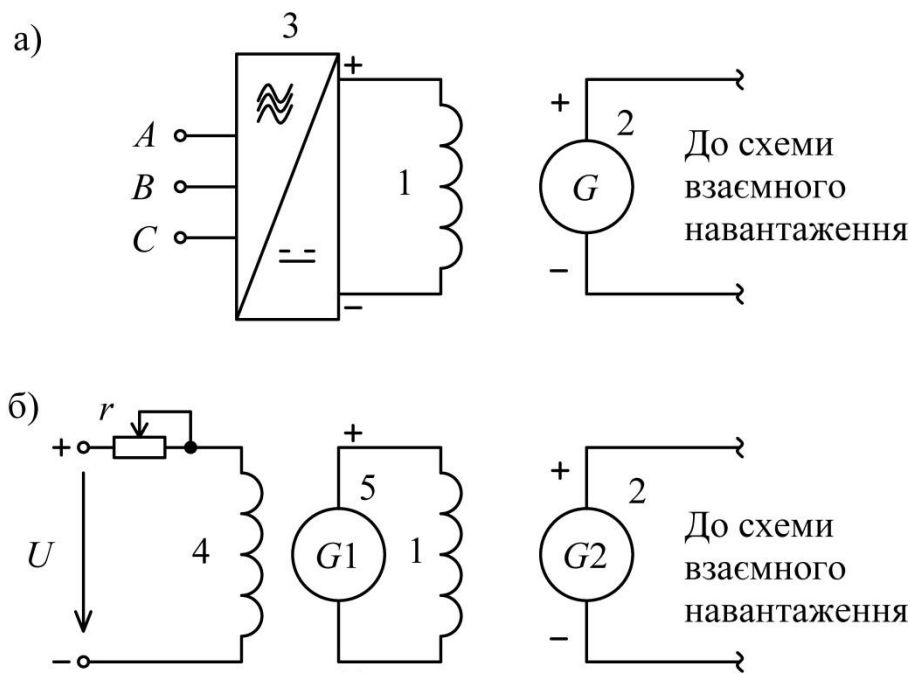 а)
3
+
A
B
C
−
1
+
2
G
−
До схеми
взаємного
навантаження
б)
r
+
U
−
4
+
5
G1
1
+
2
G2
−
До схеми
взаємного
навантаження